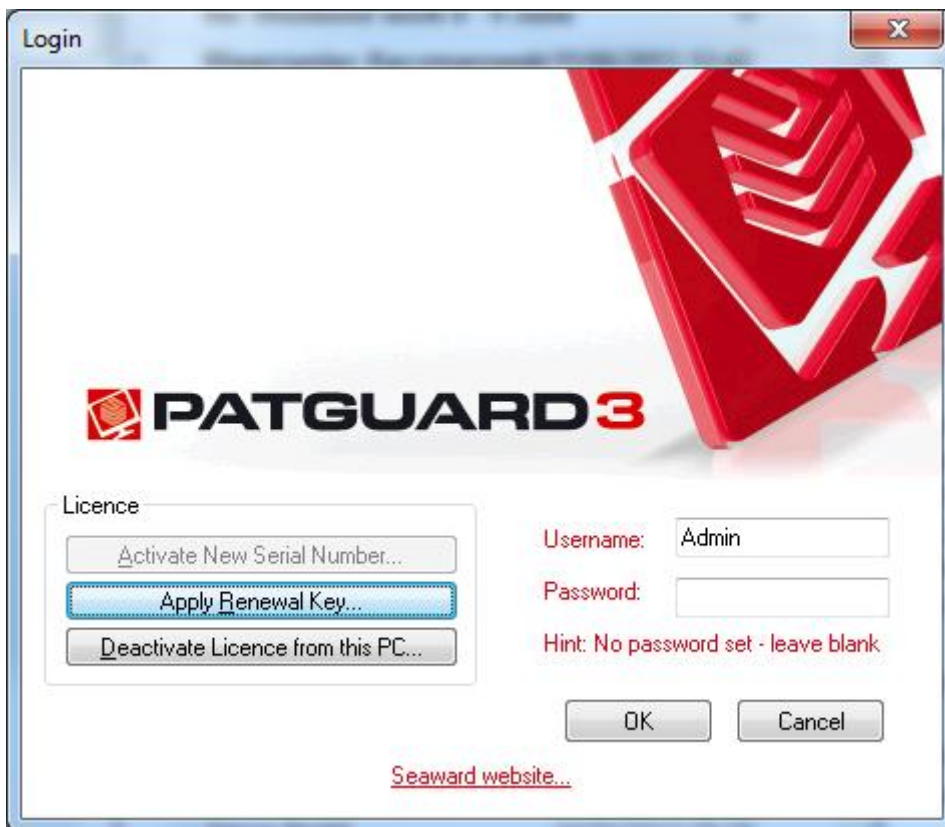 Login
PATGUARD3
Licence
Activate New Serial Number...
Apply Renewal Key...
Deactivate Licence from this PC...
Username: Admin
Password:
Hint: No password set - leave blank
OK Cancel
Seaward website...